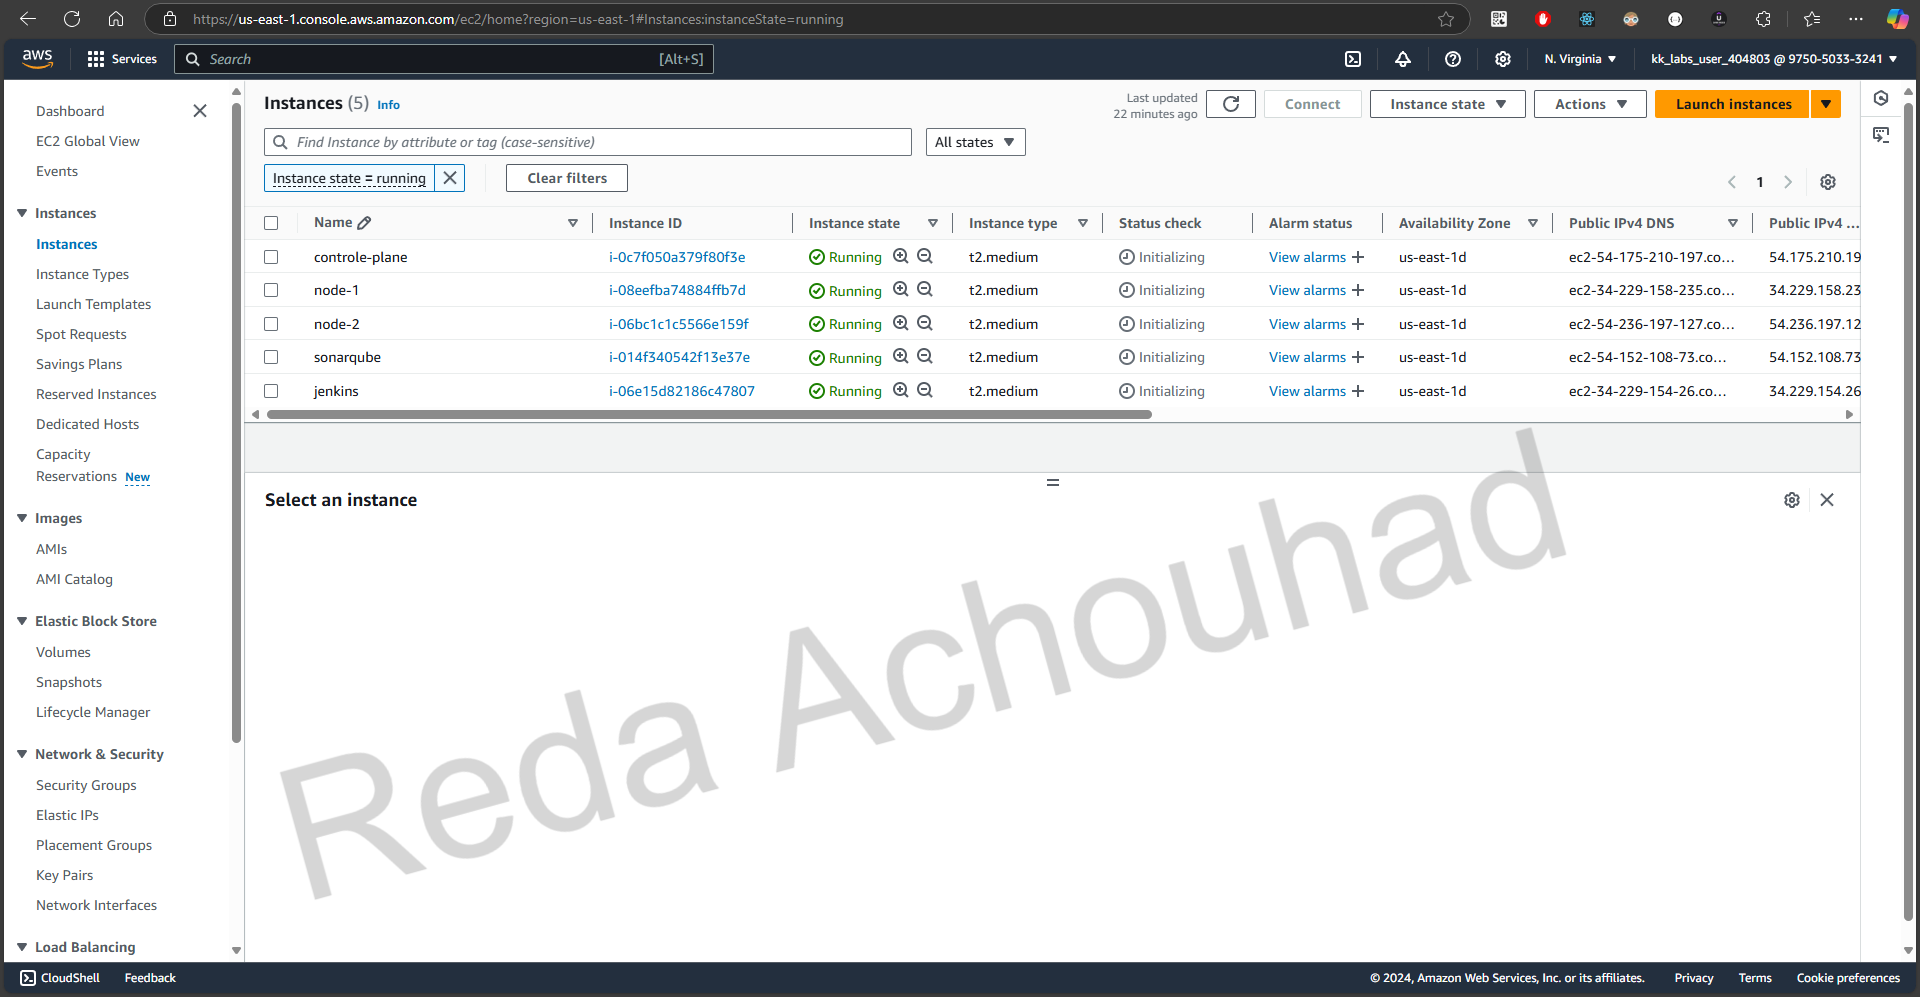 https://us-east-1.console.aws.amazon.com/ec2/home?region=us-east-1#Instances:instanceState=running
aws Services Search [Alt+S] N. Virginia kk_labs_user_404803 @ 9750-5033-3241
Dashboard
EC2 Global View
Events
Instances
Instances
Instance Types
Launch Templates
Spot Requests
Savings Plans
Reserved Instances
Dedicated Hosts
Capacity
Reservations New
Images
AMIs
AMI Catalog
Elastic Block Store
Volumes
Snapshots
Lifecycle Manager
Network & Security
Security Groups
Elastic IPs
Placement Groups
Key Pairs
Network Interfaces
Load Balancing
Instances (5) Info
Last updated
22 minutes ago
Connect Instance state Actions Launch instances
Find Instance by attribute or tag (case-sensitive) All states
Instance state = running Clear filters 1
Name Instance ID Instance state Instance type Status check Alarm status Availability Zone Public IPv4 DNS Public IPv4 ...
controle-plane i-0c7f050a379f80f3e Running t2.medium Initializing View alarms + us-east-1d ec2-54-175-210-197.co... 54.175.210.19
node-1 i-08eefba74884ffb7d Running t2.medium Initializing View alarms + us-east-1d ec2-34-229-158-235.co... 34.229.158.23
node-2 i-06bc1c1c5566e159f Running t2.medium Initializing View alarms + us-east-1d ec2-54-236-197-127.co... 54.236.197.12
sonarqube i-014f340542f13e37e Running t2.medium Initializing View alarms + us-east-1d ec2-54-152-108-73.co... 54.152.108.73
jenkins i-06e15d82186c47807 Running t2.medium Initializing View alarms + us-east-1d ec2-34-229-154-26.co... 34.229.154.26
Select an instance
Reda Achouhad
CloudShell Feedback © 2024, Amazon Web Services, Inc. or its affiliates. Privacy Terms Cookie preferences